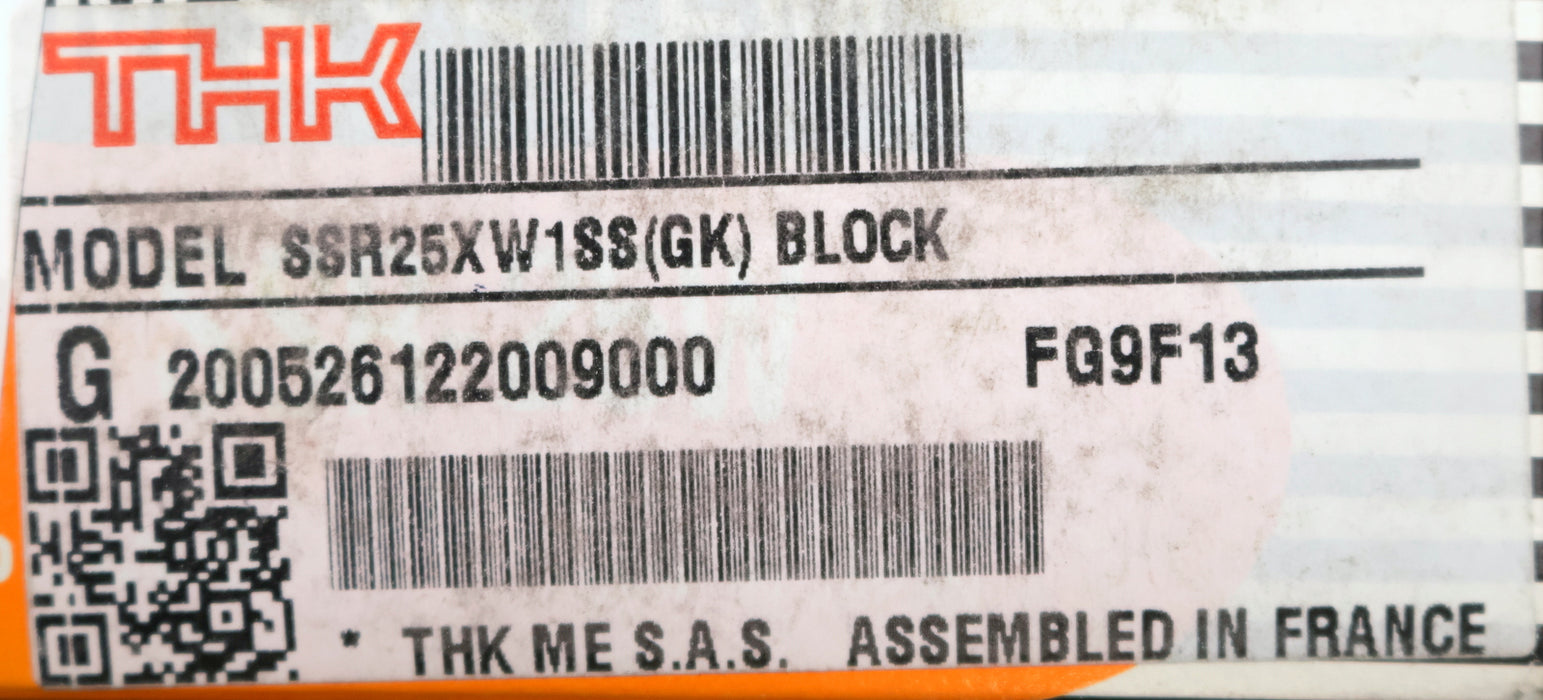 THK
MODEL SSR25XW1SS(GK) BLOCK
G 200526122009000 FG9F13
* THK ME S.A.S. ASSEMBLED IN FRANCE